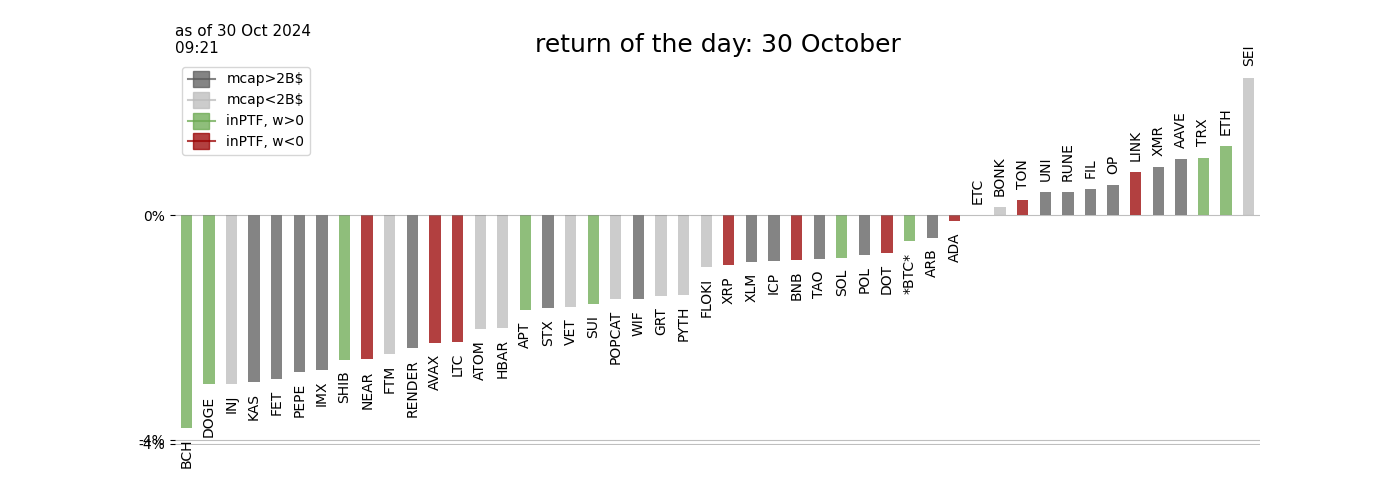 as of 30 Oct 2024
09:21
return of the day: 30 October
mcap>2B$
mcap<2B$
inPTF, w>0
inPTF, w<0
0%
-4%
-4%
BCH
DOGE
INJ
KAS
FET
PEPE
IMX
SHIB
NEAR
FTM
RENDER
AVAX
LTC
ATOM
HBAR
APT
STX
VET
SUI
POPCAT
WIF
GRT
PYTH
FLOKI
XRP
XLM
ICP
BNB
TAO
SOL
POL
DOT
*BTC*
ARB
ADA
ETC
BONK
TON
UNI
RUNE
FIL
OP
LINK
XMR
AAVE
TRX
ETH
SEI